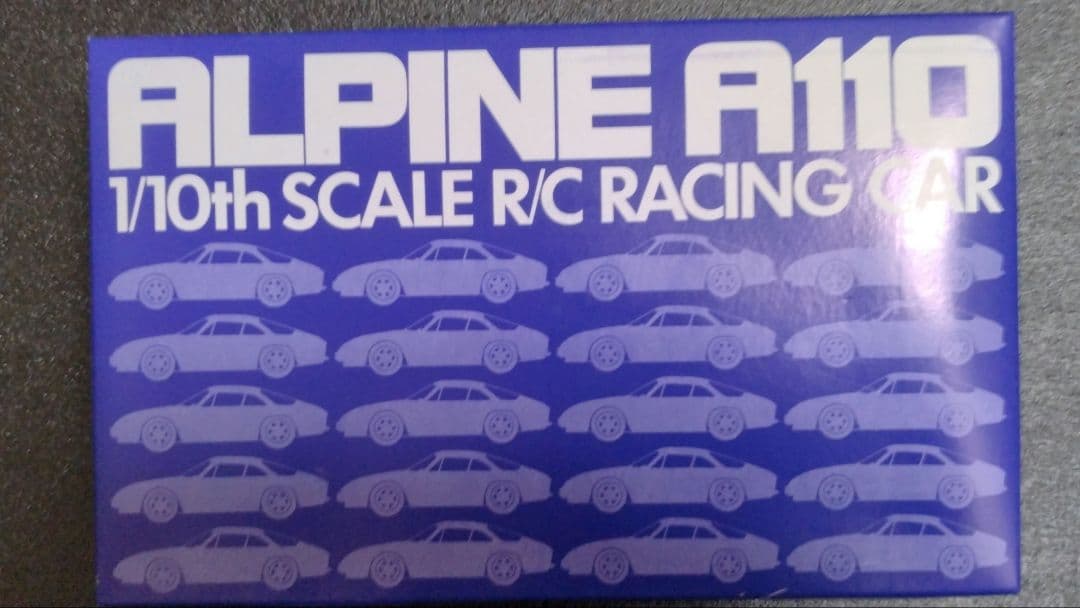 ALPINE A110
1/10th SCALE R/C RACING CAR